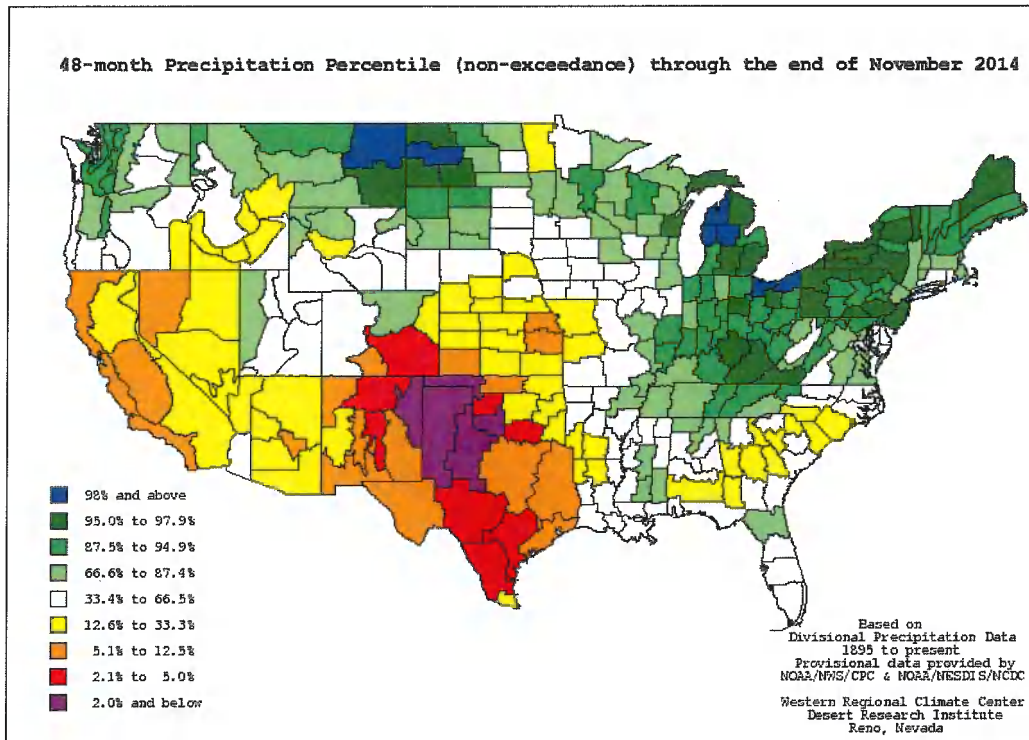 48-month Precipitation Percentile (non-exceedance) through the end of November 2014
98% and above
95.0% to 97.9%
87.5% to 94.9%
66.6% to 87.4%
33.4% to 66.5%
12.6% to 33.3%
5.1% to 12.5%
2.1% to 5.0%
2.0% and below
Based on
Divisional Precipitation Data
1895 to present
Provisional data provided by
NOAA/NWS/CPC & NOAA/NESDIS/NCDC
Western Regional Climate Center
Desert Research Institute
Reno, Nevada